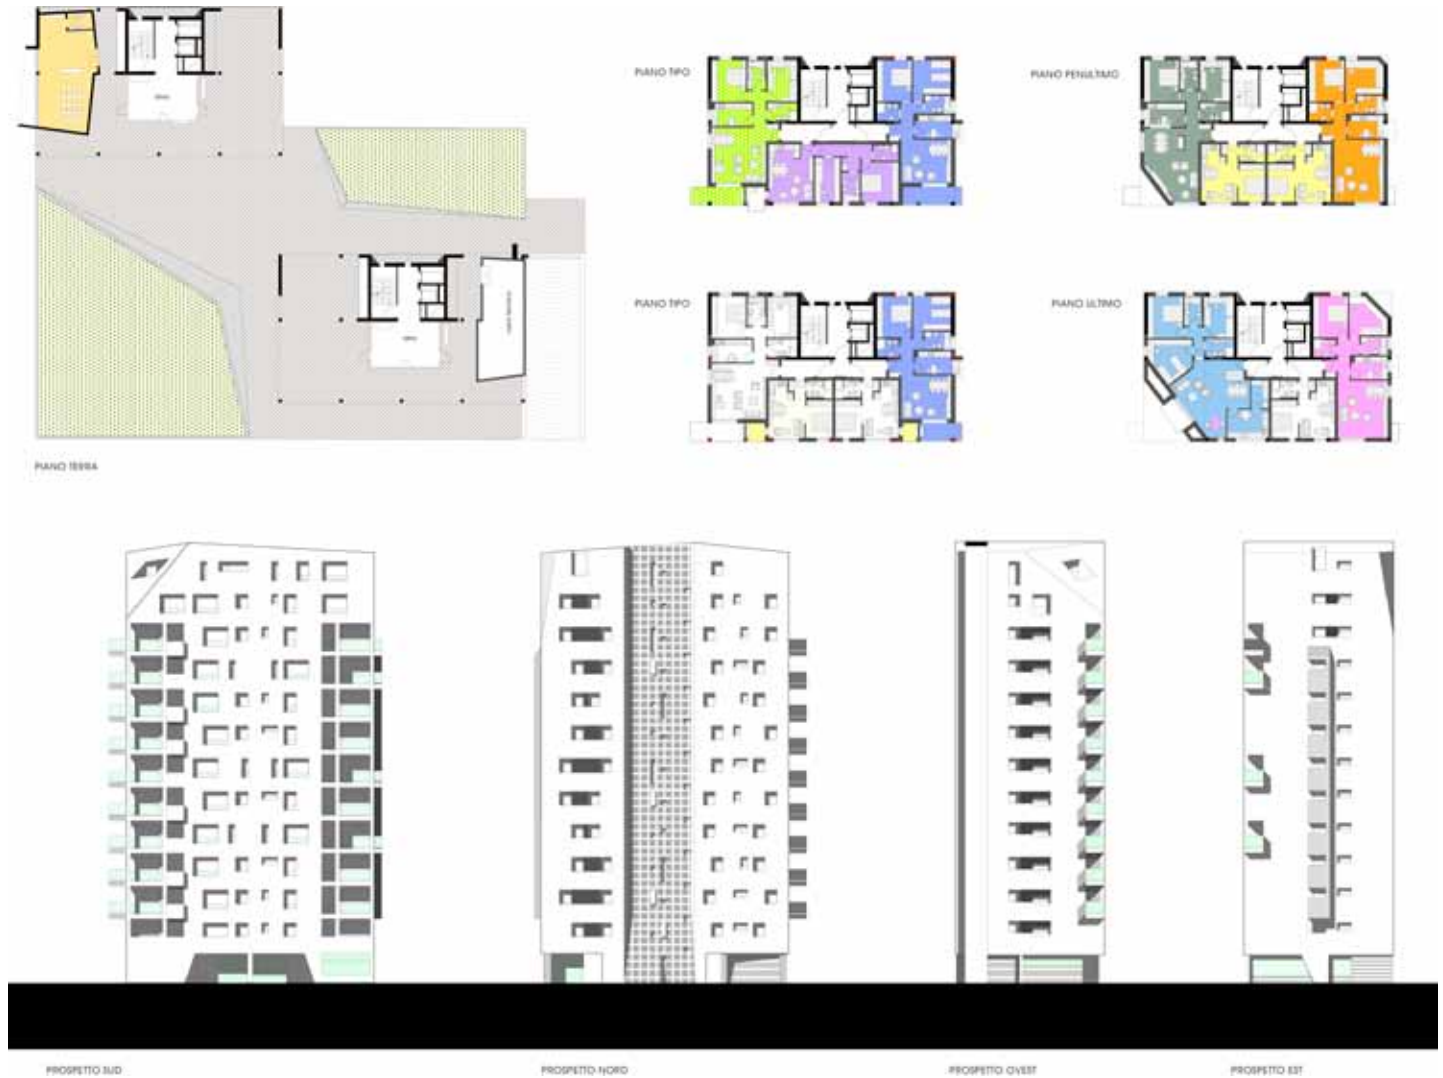 PIANO TIPO
PIANO PENULTIMO
PIANO TIPO
PIANO ULTIMO
PIANO TERRA
PROSPETTO SUD
PROSPETTO NORD
PROSPETTO OVEST
PROSPETTO EST